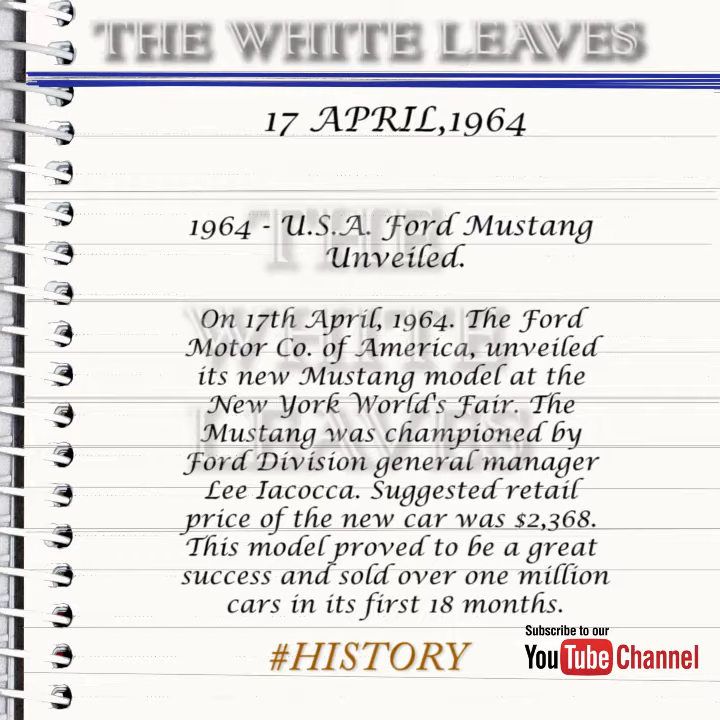 THE WHITE LEAVES
17 APRIL,1964
1964 - U.S.A. Ford Mustang
Unveiled.
THE
WHITE
LEAVES
On 17th April, 1964. The Ford
Motor Co. of America, unveiled
its new Mustang model at the
New York World's Fair. The
Mustang was championed by
Ford Division general manager
Lee Iacocca. Suggested retail
price of the new car was $2,368.
This model proved to be a great
success and sold over one million
cars in its first 18 months.
#HISTORY
Subscribe to our
YouTube Channel